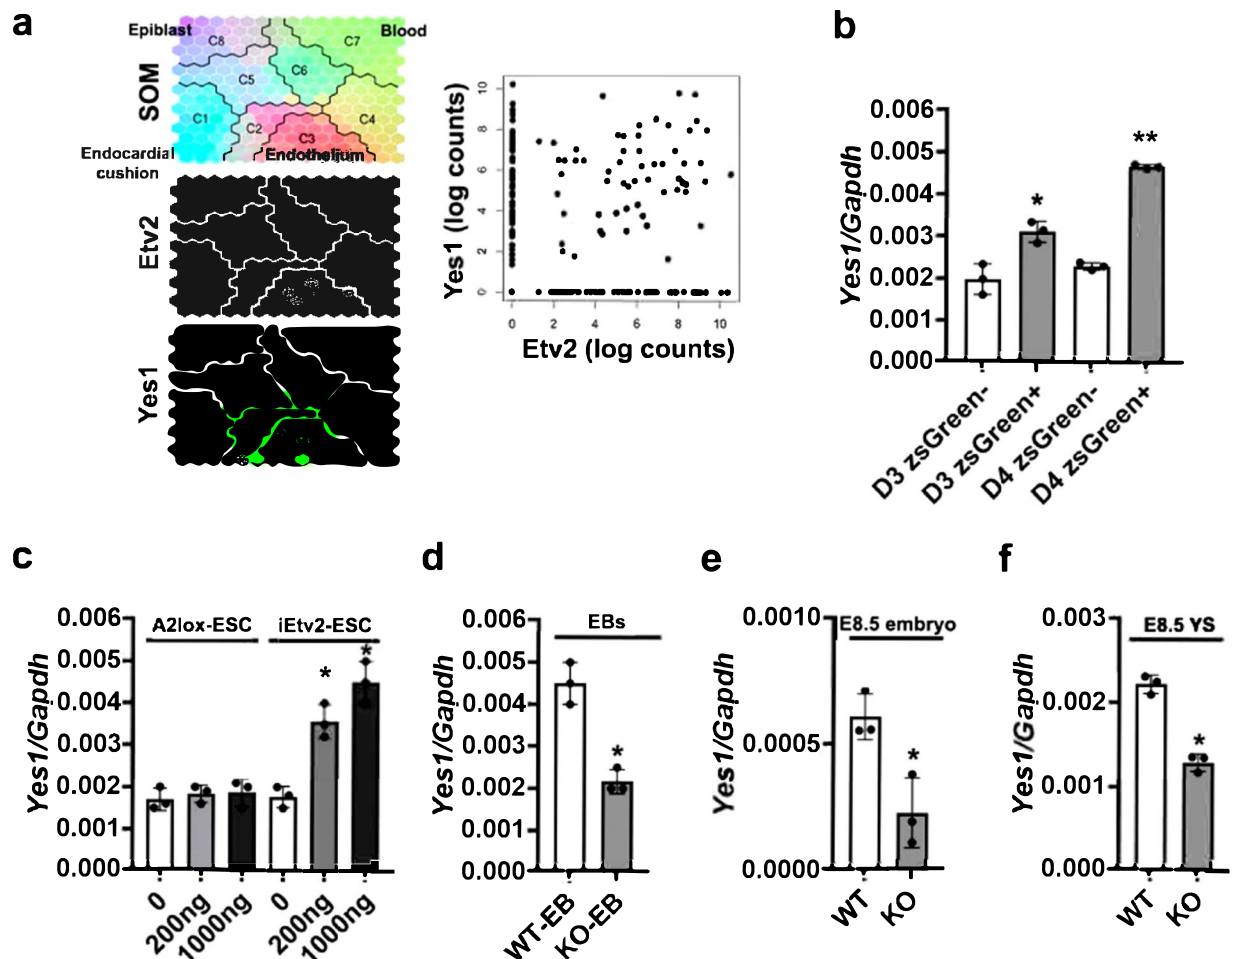 a
Epiblast
Blood
C8
C7
C5
C6
SOM
C1
C2
C4
C3
Endocardial
cushion
Endothelium
Etv2
Yes1
Yes1 (log counts)
10
8
6
4
2
0
0 2 4 6 8 10
Etv2 (log counts)
b
Yes1/Gapdh
0.006
0.005
0.004
0.003
0.002
0.001
0.000
*
**
D3 zsGreen-
D3 zsGreen+
D4 zsGreen-
D4 zsGreen+
c
Yes1/Gapdh
0.006
0.005
0.004
0.003
0.002
0.001
0.000
A2lox-ESC
iEtv2-ESC
*
*
0
200ng
1000ng
0
200ng
1000ng
d
Yes1/Gapdh
0.006
0.005
0.004
0.003
0.002
0.001
0.000
EBs
*
WT-EB
KO-EB
e
Yes1/Gapdh
0.0010
0.0005
0.0000
E8.5 embryo
*
WT
KO
f
Yes1/Gapdh
0.003
0.002
0.001
0.000
E8.5 YS
*
WT
KO